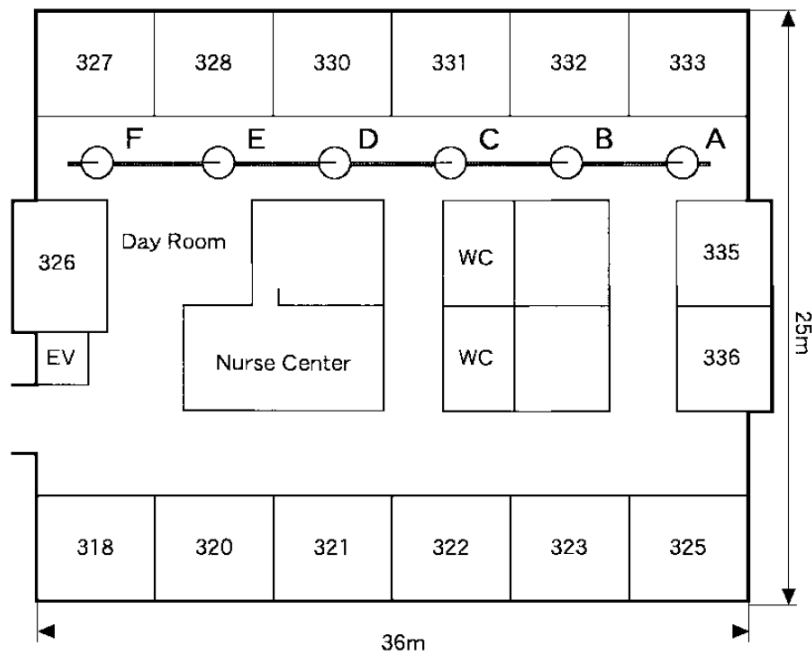 327 328 330 331 332 333
F E D C B A
326 Day Room WC 335
EV Nurse Center WC 336
25m
318 320 321 322 323 325
36m